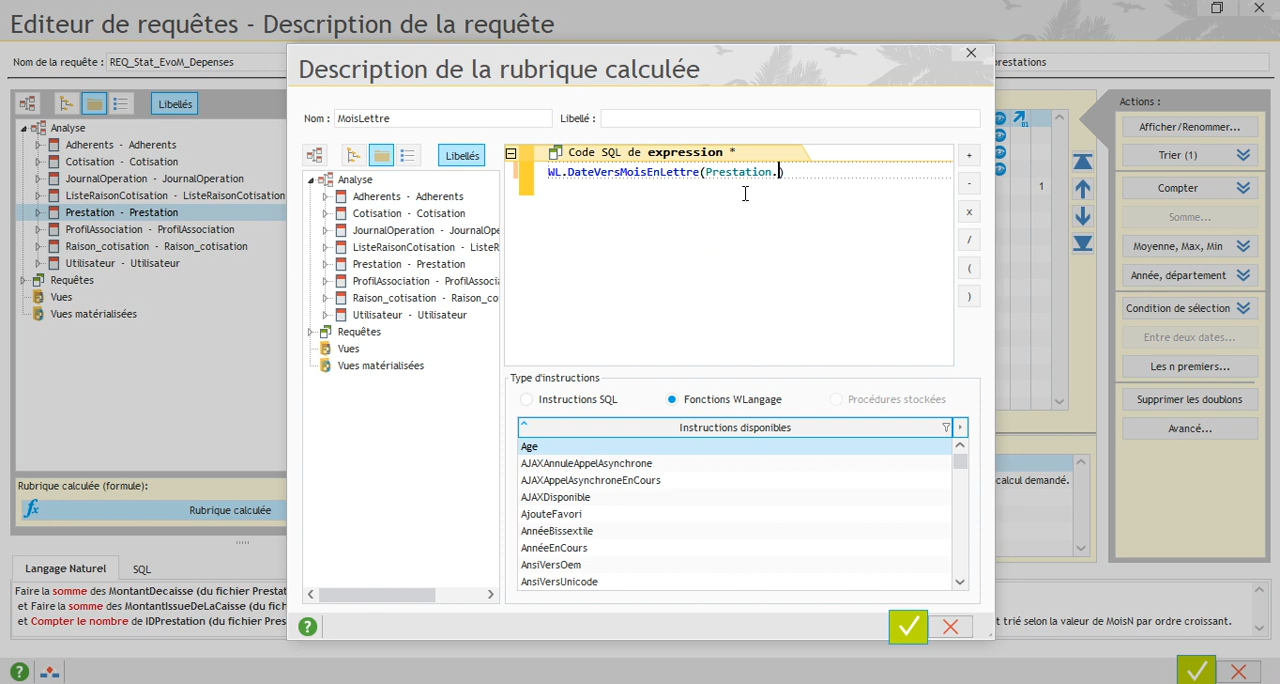 Editeur de requêtes - Description de la requête
Nom de la requête : REQ_Stat_EvoM_Depenses
restations
Libellés
Analyse
Adherents - Adherents
Cotisation - Cotisation
JournalOperation - JournalOperation
ListeRaisonCotisation - ListeRaisonCotisation
Prestation - Prestation
ProfilAssociation - ProfilAssociation
Raison_cotisation - Raison_cotisation
Utilisateur - Utilisateur
Requêtes
Vues
Vues matérialisées
Rubrique calculée (formule):
fx Rubrique calculée
Langage Naturel SQL
Faire la somme des MontantDecaisse (du fichier Prestat
et Faire la somme des MontantIssueDeLaCaisse (du fich
et Compter le nombre de IDPrestation (du fichier Pres
Description de la rubrique calculée
Nom : MoisLettre
Libellé :
Libellés
Analyse
Adherents - Adherents
Cotisation - Cotisation
JournalOperation - JournalOpe
ListeRaisonCotisation - ListeR
Prestation - Prestation
ProfilAssociation - ProfilAssoci
Raison_cotisation - Raison_co
Utilisateur - Utilisateur
Requêtes
Vues
Vues matérialisées
Code SQL de expression *
WL.DateVersMoisEnLettre(Prestation.)
+
-
x
/
(
)
Type d'instructions
Instructions SQL Fonctions WLangage Procédures stockées
Instructions disponibles
Age
AJAXAnnuleAppelAsynchrone
AJAXAppelAsynchroneEnCours
AJAXDisponible
AjouteFavori
AnnéeBissextile
AnnéeEnCours
AnsiVersOem
AnsiVersUnicode
?
1
calcul demandé.
t trié selon la valeur de MoisN par ordre croissant.
Actions :
Afficher/Renommer...
Trier (1)
Compter
Somme...
Moyenne, Max, Min
Année, département
Condition de sélection
Entre deux dates...
Les n premiers...
Supprimer les doublons
Avancé...
?